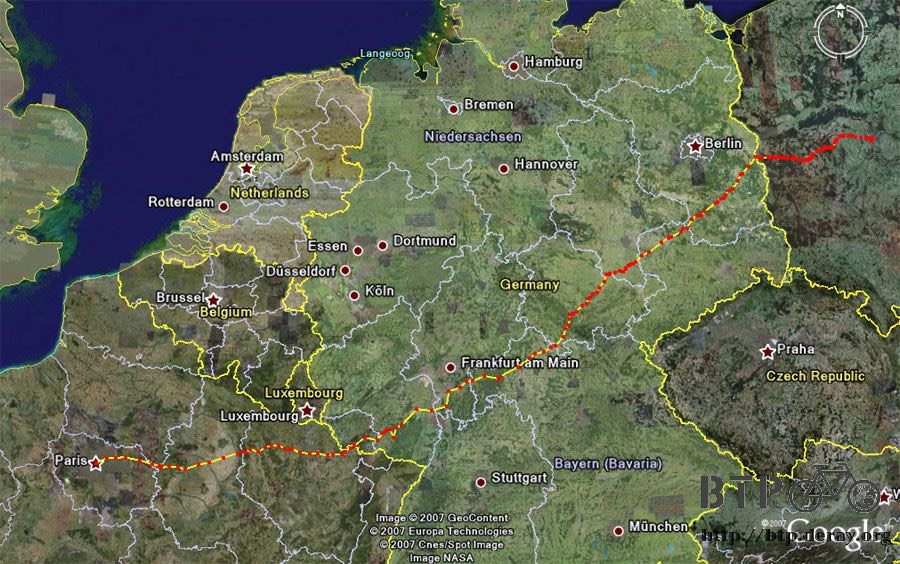 N
Langeoog
Hamburg
Bremen
Niedersachsen
Berlin
Amsterdam
Hannover
Netherlands
Rotterdam
Essen
Dortmund
Düsseldorf
Germany
Köln
Brussel
Belgium
Praha
Frankfurt am Main
Czech Republic
Luxembourg
Luxembourg
Paris
Bayern (Bavaria)
Stuttgart
BTP
Image © 2007 GeoContent
© 2007 Europa Technologies
© 2007 Cnes/Spot Image
Image NASA
München
©2007 Google
http://btp.neray.org